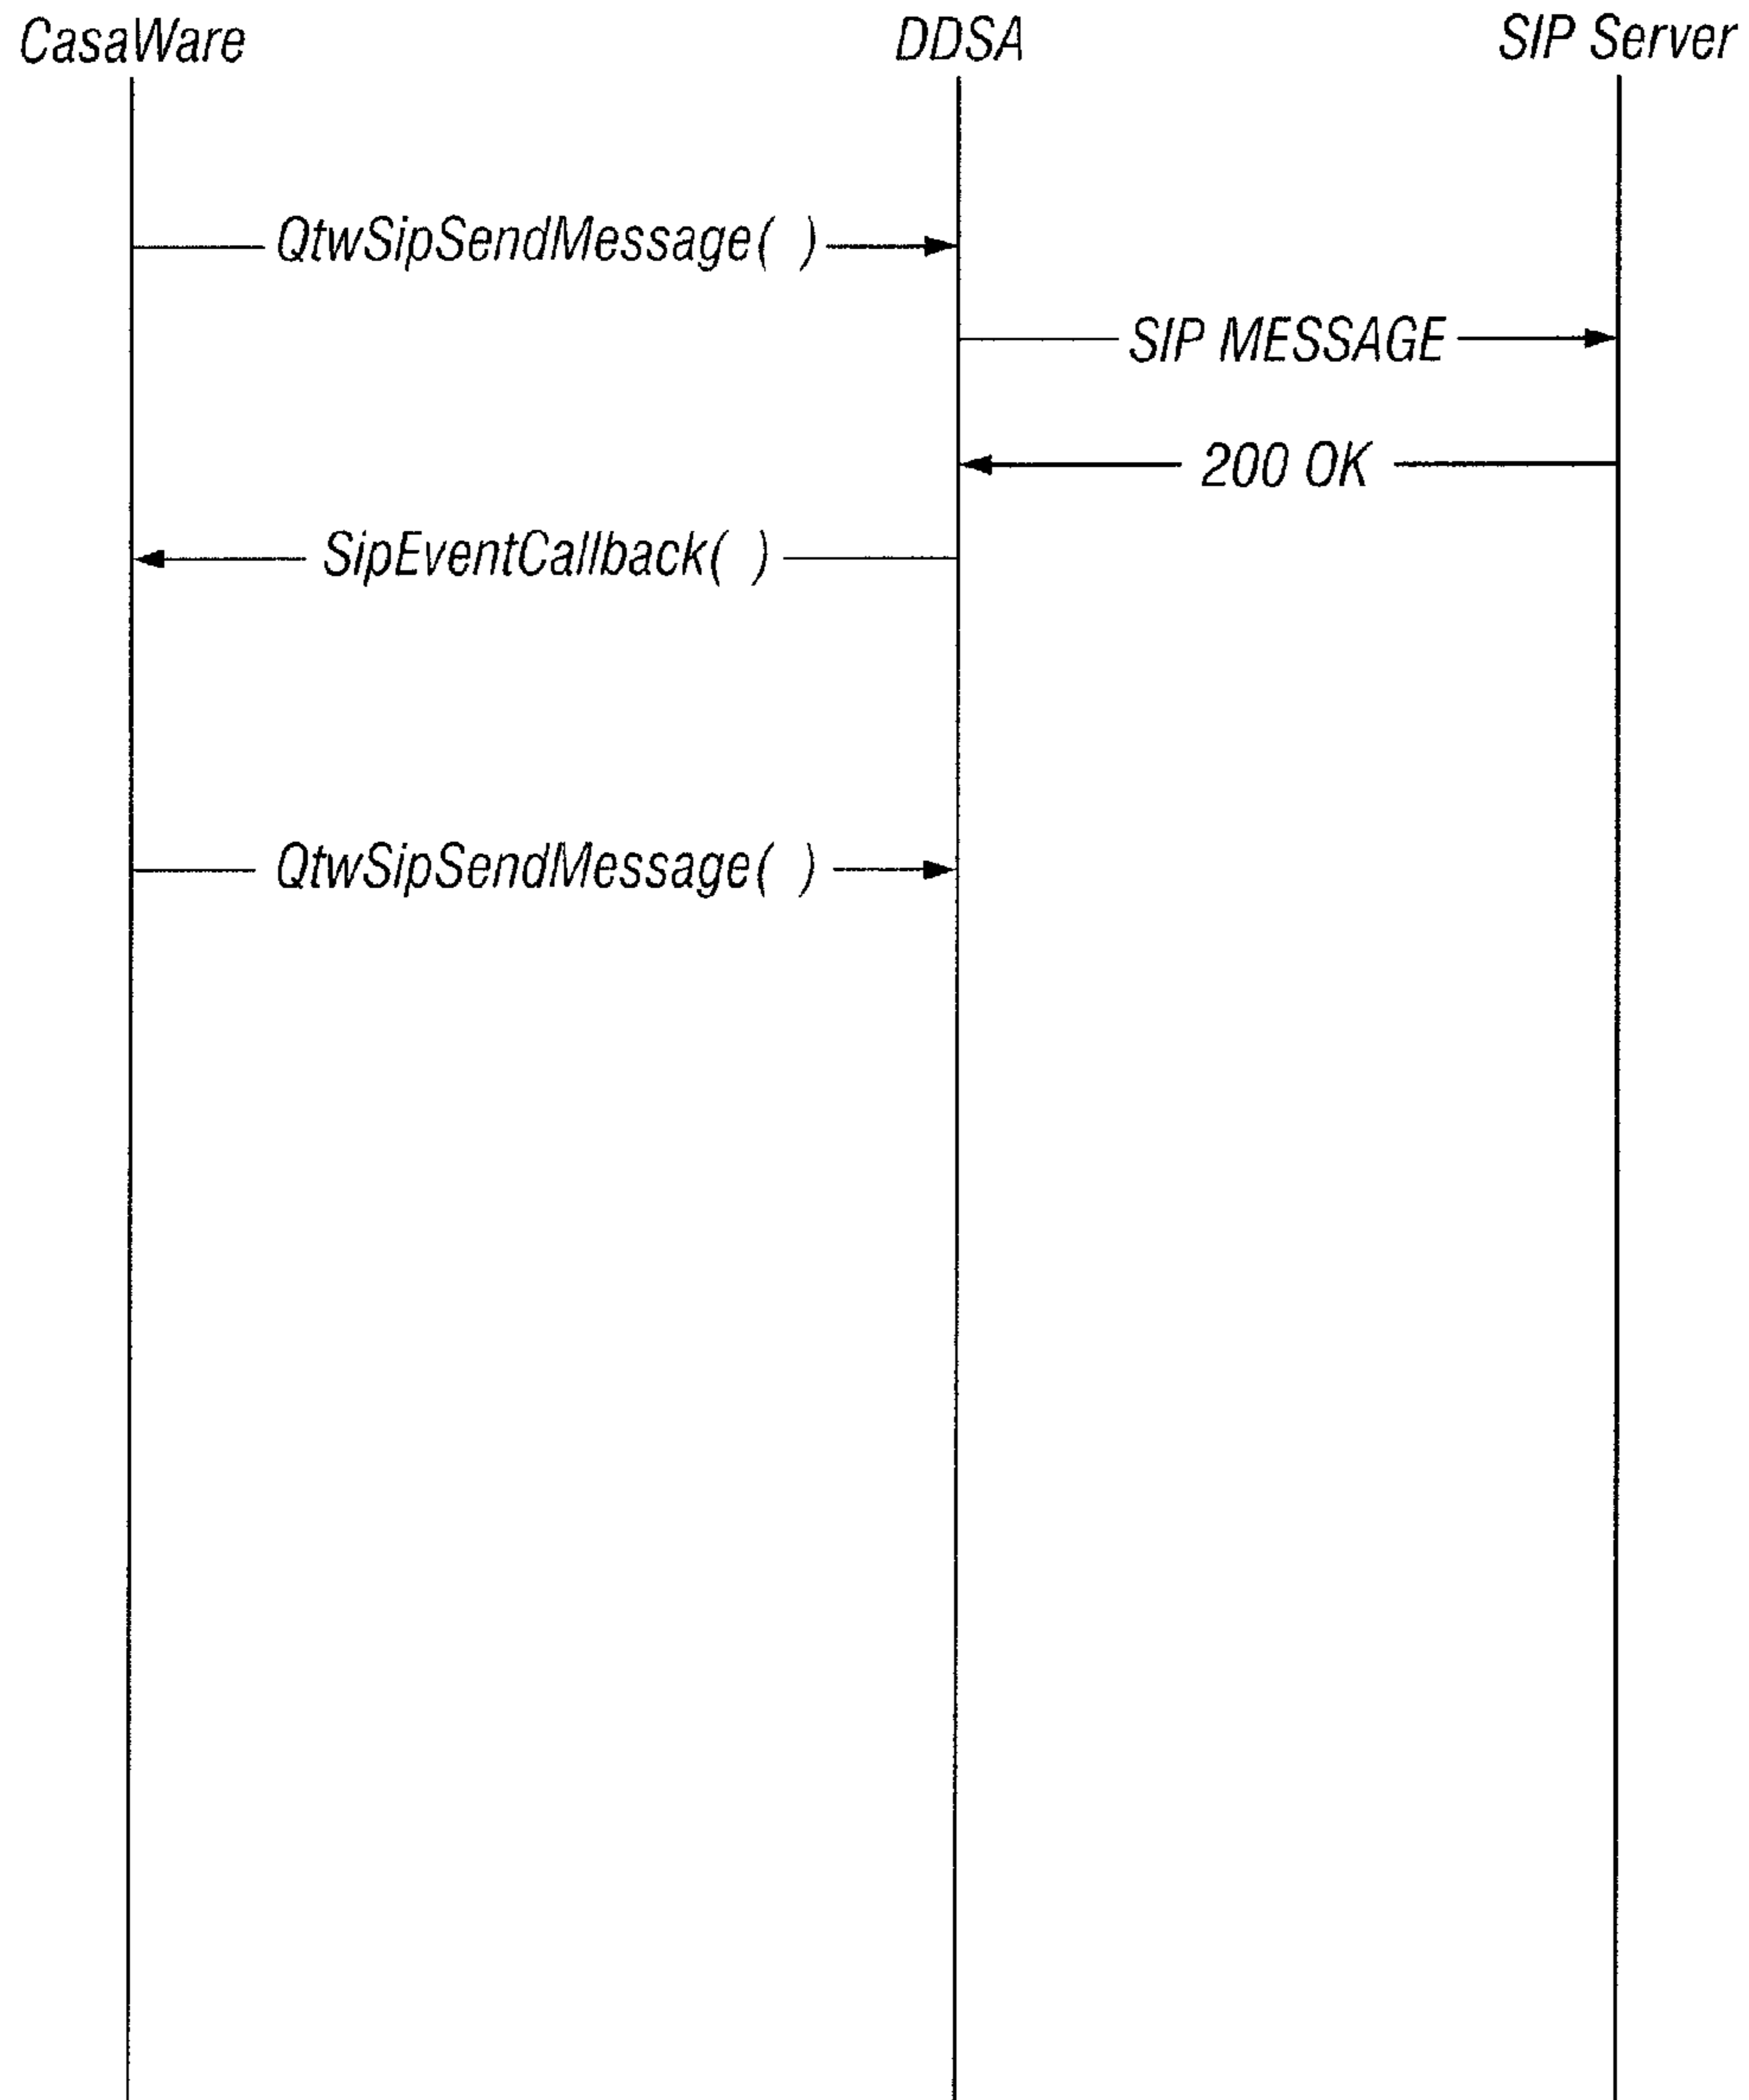 CasaWare DDSA SIP Server
QtwSipSendMessage( )
SIP MESSAGE
200 OK
SipEventCallback( )
QtwSipSendMessage( )